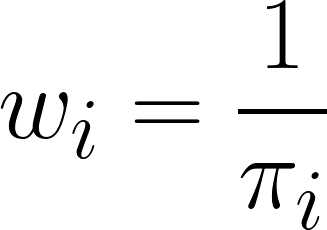 w_i = \frac{1}{\pi_i}